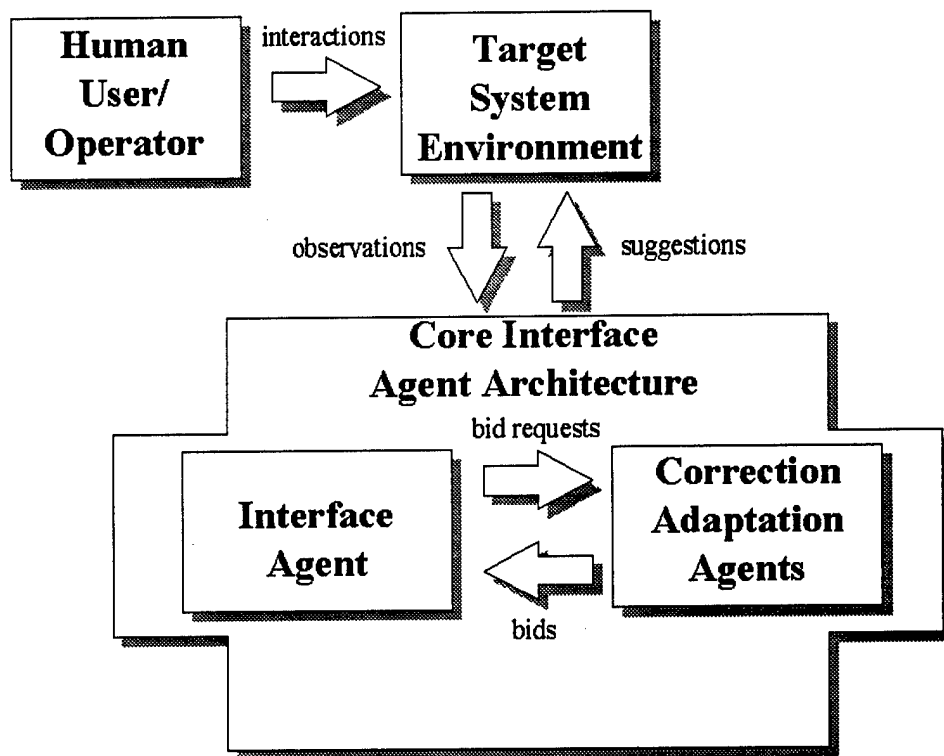 Human
User/
Operator
interactions
Target
System
Environment
observations
suggestions
Core Interface
Agent Architecture
bid requests
Interface
Agent
Correction
Adaptation
Agents
bids